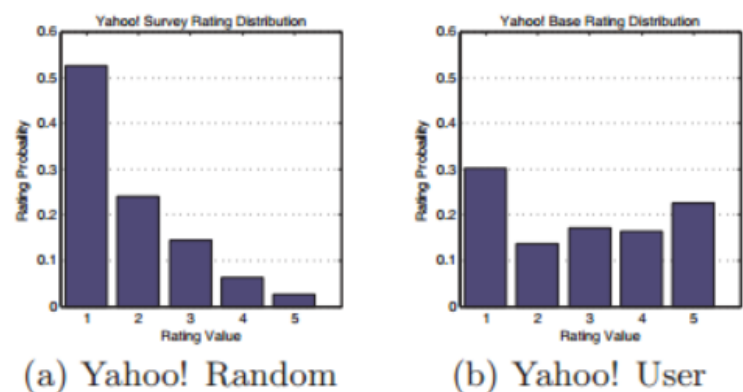 Yahoo! Survey Rating Distribution
0.6
0.5
0.4
0.3
0.2
0.1
0
Rating Probaility
1 2 3 4 5
Rating Value
(a) Yahoo! Random
Yahoo! Base Rating Distribution
0.6
0.5
0.4
0.3
0.2
0.1
0
Rating Probaility
1 2 3 4 5
Rating Value
(b) Yahoo! User